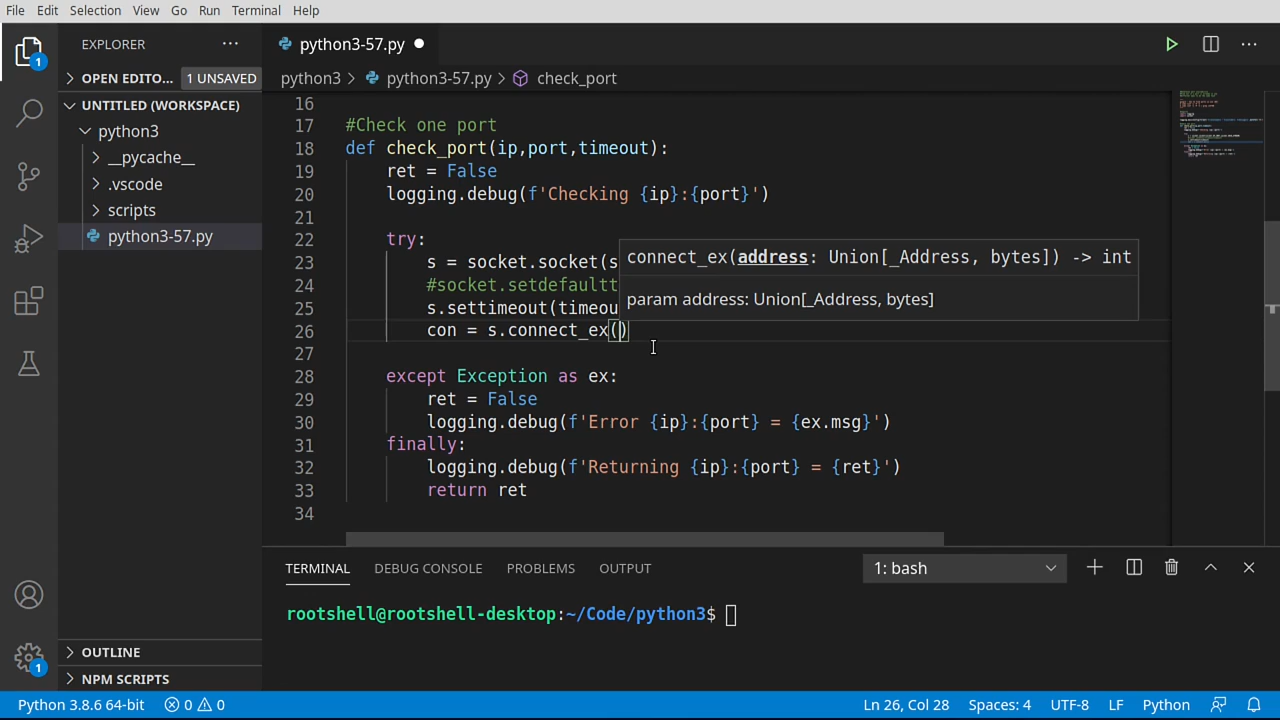 File Edit Selection View Go Run Terminal Help
EXPLORER
OPEN EDITO... 1 UNSAVED
UNTITLED (WORKSPACE)
python3
__pycache__
.vscode
scripts
python3-57.py
OUTLINE
NPM SCRIPTS
1
1
python3-57.py
python3 > python3-57.py > check_port
16
17 #Check one port
18 def check_port(ip,port,timeout):
19 ret = False
20 logging.debug(f'Checking {ip}:{port}')
21
22 try:
23 s = socket.socket(s
24 #socket.setdefaultt
25 s.settimeout(timeou
26 con = s.connect_ex()
27
28 except Exception as ex:
29 ret = False
30 logging.debug(f'Error {ip}:{port} = {ex.msg}')
31 finally:
32 logging.debug(f'Returning {ip}:{port} = {ret}')
33 return ret
34
connect_ex(address: Union[_Address, bytes]) -> int
param address: Union[_Address, bytes]
TERMINAL DEBUG CONSOLE PROBLEMS OUTPUT 1: bash
rootshell@rootshell-desktop:~/Code/python3$
Python 3.8.6 64-bit 0 0 Ln 26, Col 28 Spaces: 4 UTF-8 LF Python